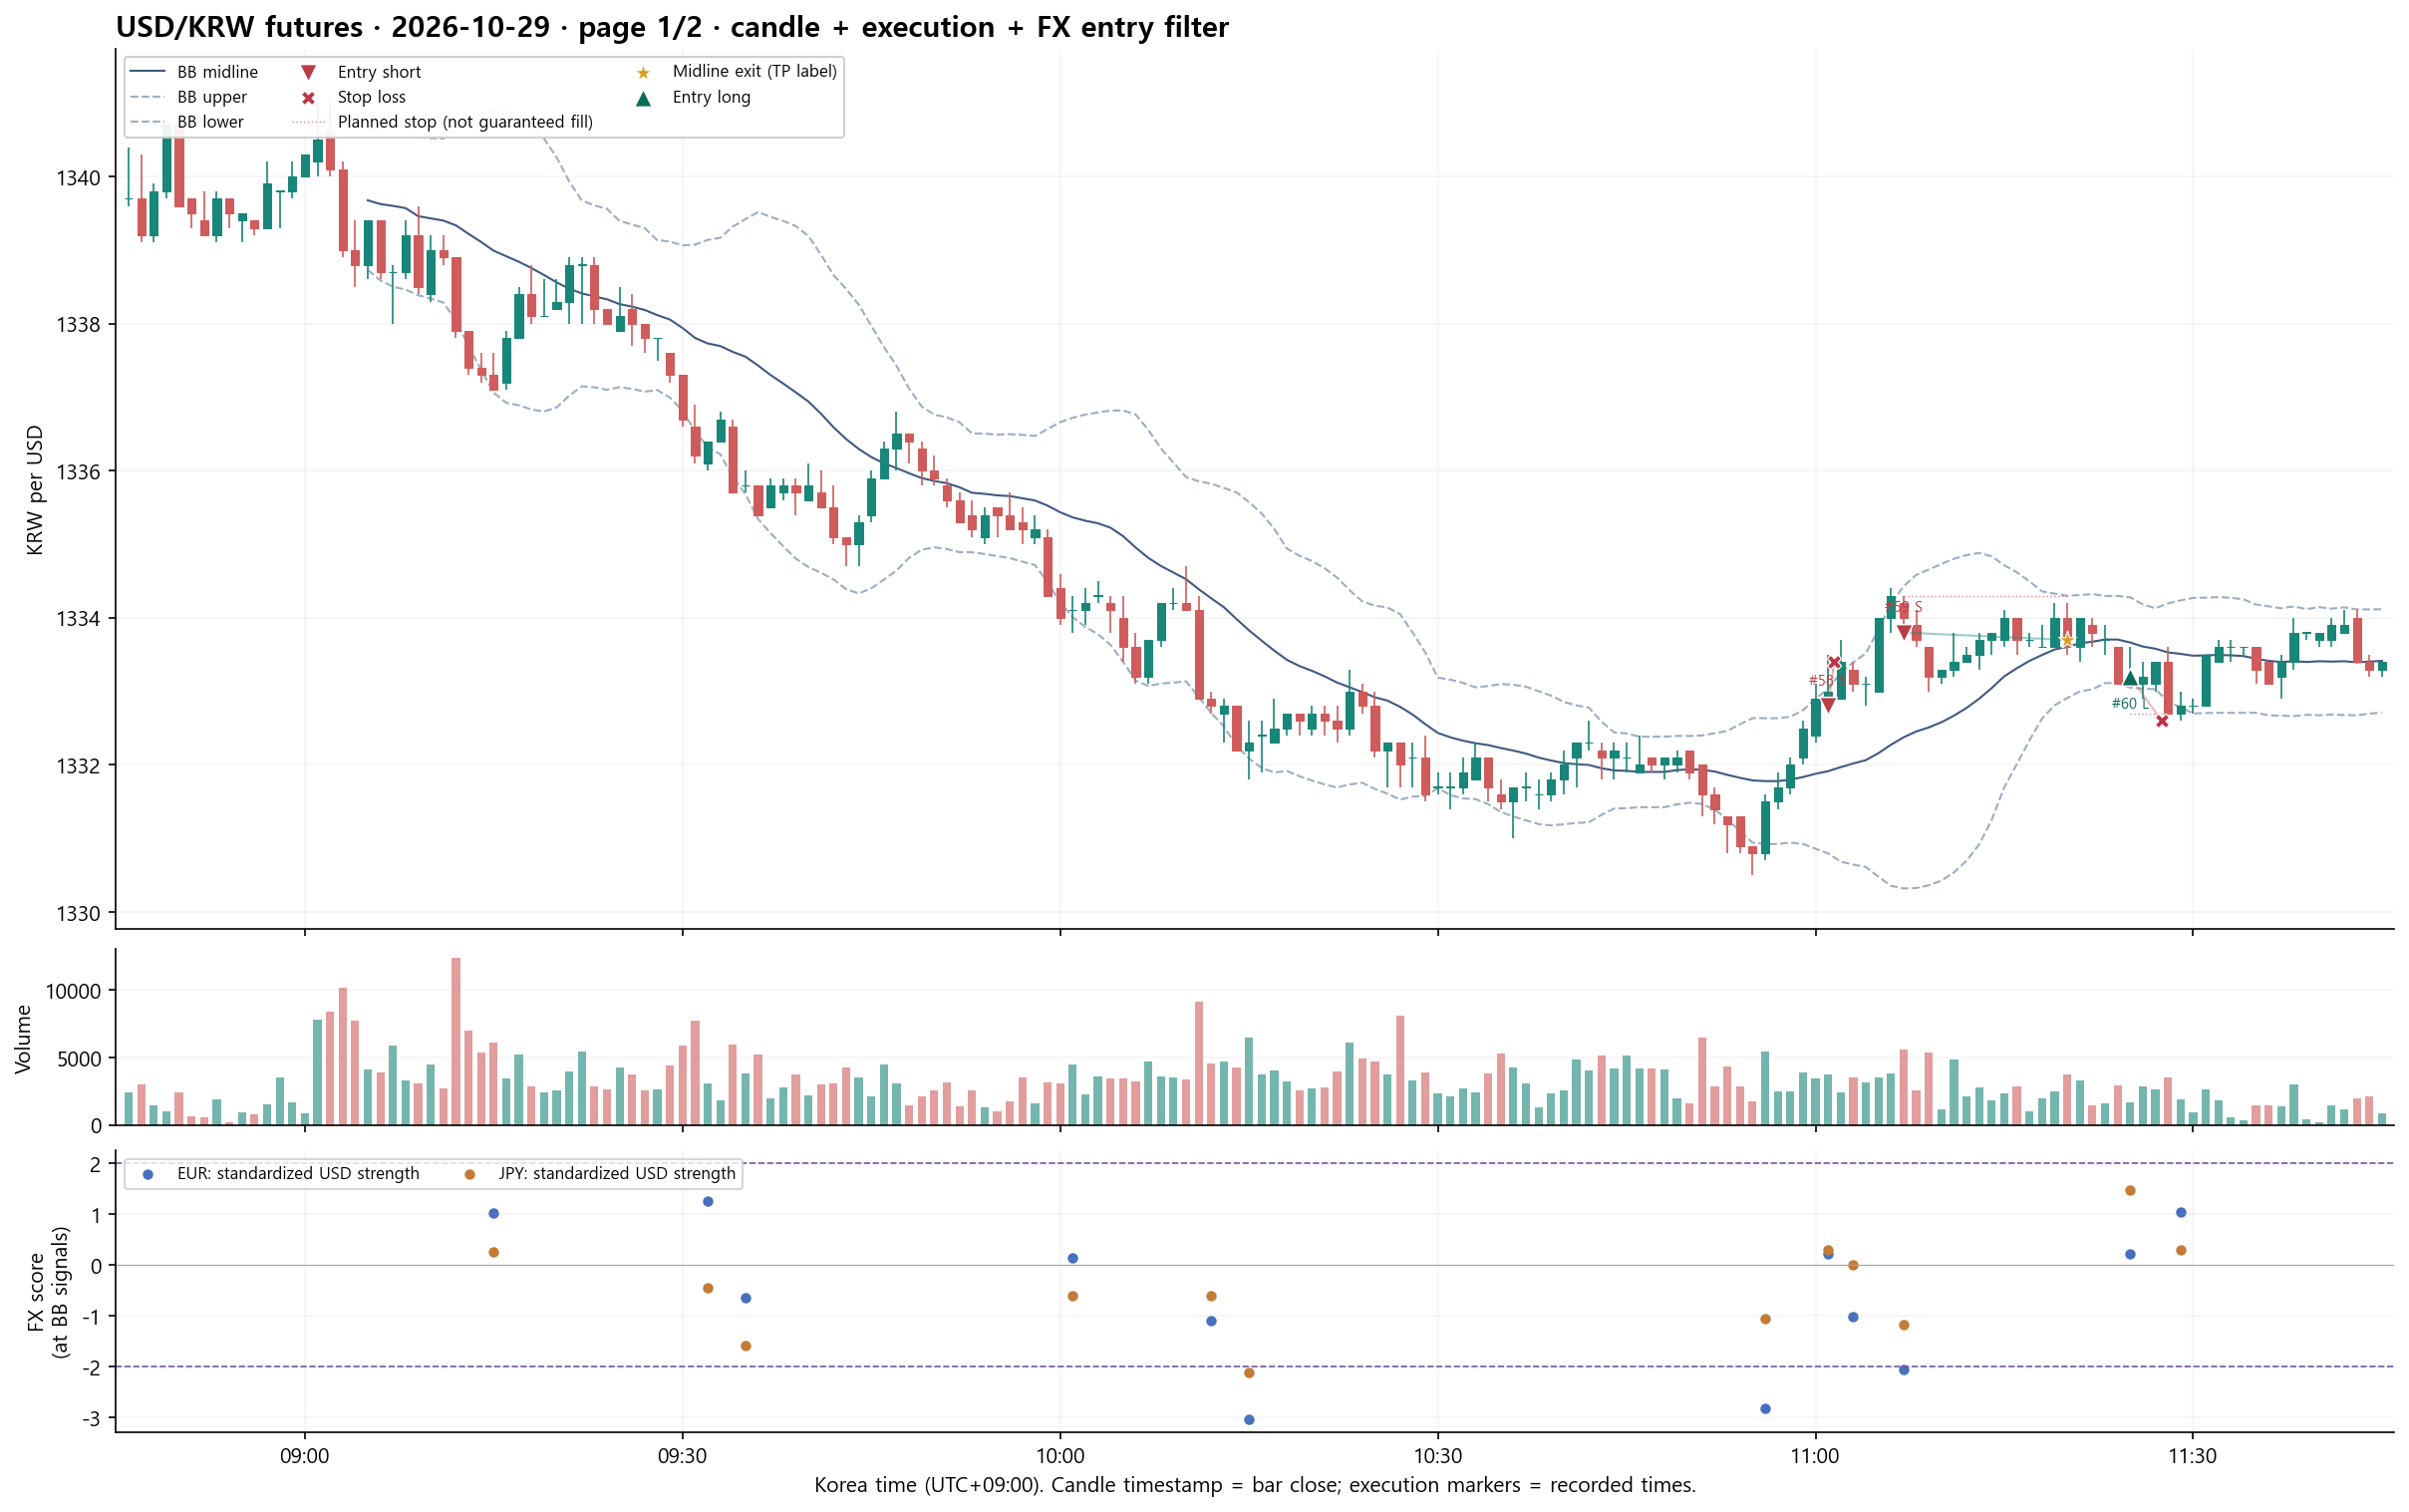 USD/KRW futures · 2026-10-29 · page 1/2 · candle + execution + FX entry filter
BB midline
BB upper
BB lower
Entry short
Stop loss
Planned stop (not guaranteed fill)
Midline exit (TP label)
Entry long
KRW per USD
1340
1338
1336
1334
1332
1330
#59 S
#60 L
Volume
10000
5000
0
EUR: standardized USD strength
JPY: standardized USD strength
FX score
(at BB signals)
2
1
0
-1
-2
-3
09:00
09:30
10:00
10:30
11:00
11:30
Korea time (UTC+09:00). Candle timestamp = bar close; execution markers = recorded times.